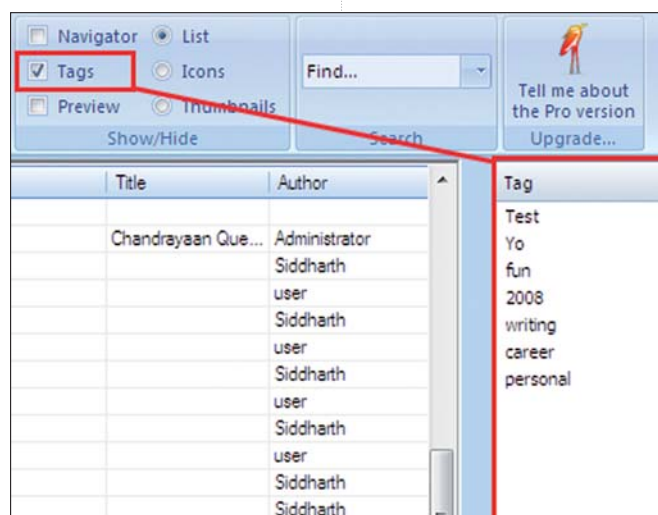 Navigator List
Tags Icons
Preview Thumbnails
Show/Hide
Find...
Search
Tell me about
the Pro version
Upgrade...
Title Author
Chandrayaan Que... Administrator
Siddharth
user
Siddharth
user
Siddharth
user
Siddharth
user
Siddharth
Siddharth
Tag
Test
Yo
fun
2008
writing
career
personal